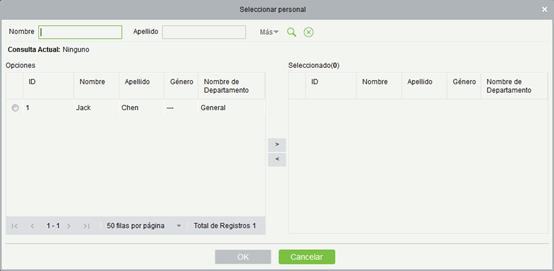 Seleccionar personal
Nombre Apellido Más
Consulta Actual: Ninguno
Opciones Seleccionado(0)
ID Nombre Apellido Género Nombre de Departamento ID Nombre Apellido Género Nombre de Departamento
1 Jack Chen --- General
>
<
1 - 1 50 filas por página Total de Registros 1
OK Cancelar